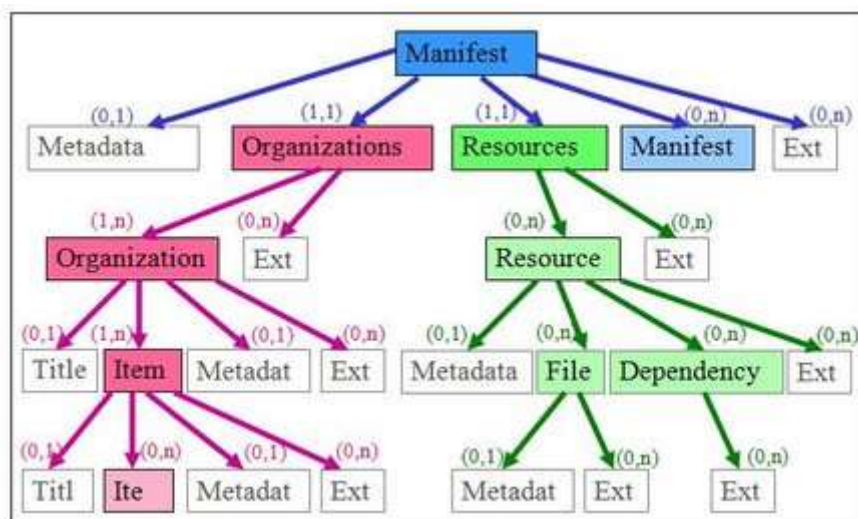 Manifest
(0,1) (1,1) (1,1) (0,n) (0,n)
Metadata Organizations Resources Manifest Ext
(1,n) (0,n) (0,n) (0,n)
Organization Ext Resource Ext
(0,1) (1,n) (0,1) (0,n) (0,1) (0,n) (0,n) (0,n)
Title Item Metadat Ext Metadata File Dependency Ext
(0,1) (0,n) (0,1) (0,n) (0,1) (0,n) (0,n)
Titl Ite Metadat Ext Metadat Ext Ext